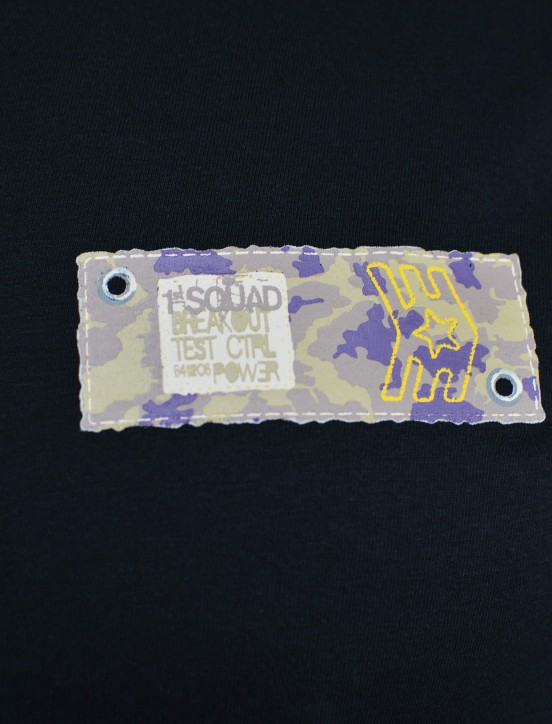 1st SQUAD
BREAKOUT
TEST CTRL
641206 POWER